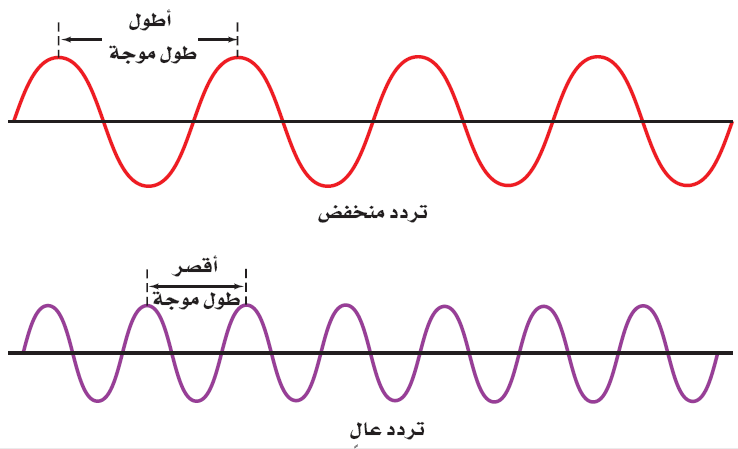 أطول
طول موجة
تردد منخفض
أقصر
طول موجة
تردد عالٍ